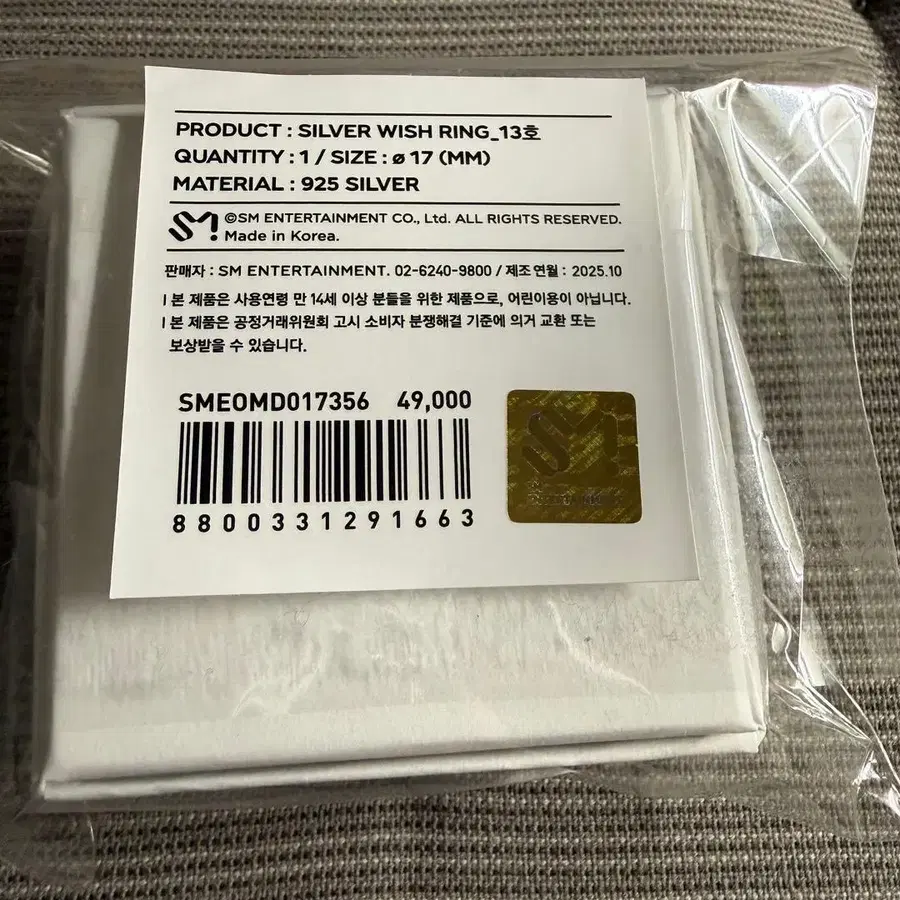 PRODUCT : SILVER WISH RING_13호
QUANTITY : 1 / SIZE : ø 17 (MM)
MATERIAL : 925 SILVER
SM ©SM ENTERTAINMENT CO., Ltd. ALL RIGHTS RESERVED.
Made in Korea.
판매자 : SM ENTERTAINMENT. 02-6240-9800 / 제조연월 : 2025.10
l 본 제품은 사용연령 만 14세 이상 분들을 위한 제품으로, 어린이용이 아닙니다.
l 본 제품은 공정거래위원회 고시 소비자 분쟁해결 기준에 의거 교환 또는
보상받을 수 있습니다.
SMEOMD017356 49,000
8800331291663
SM